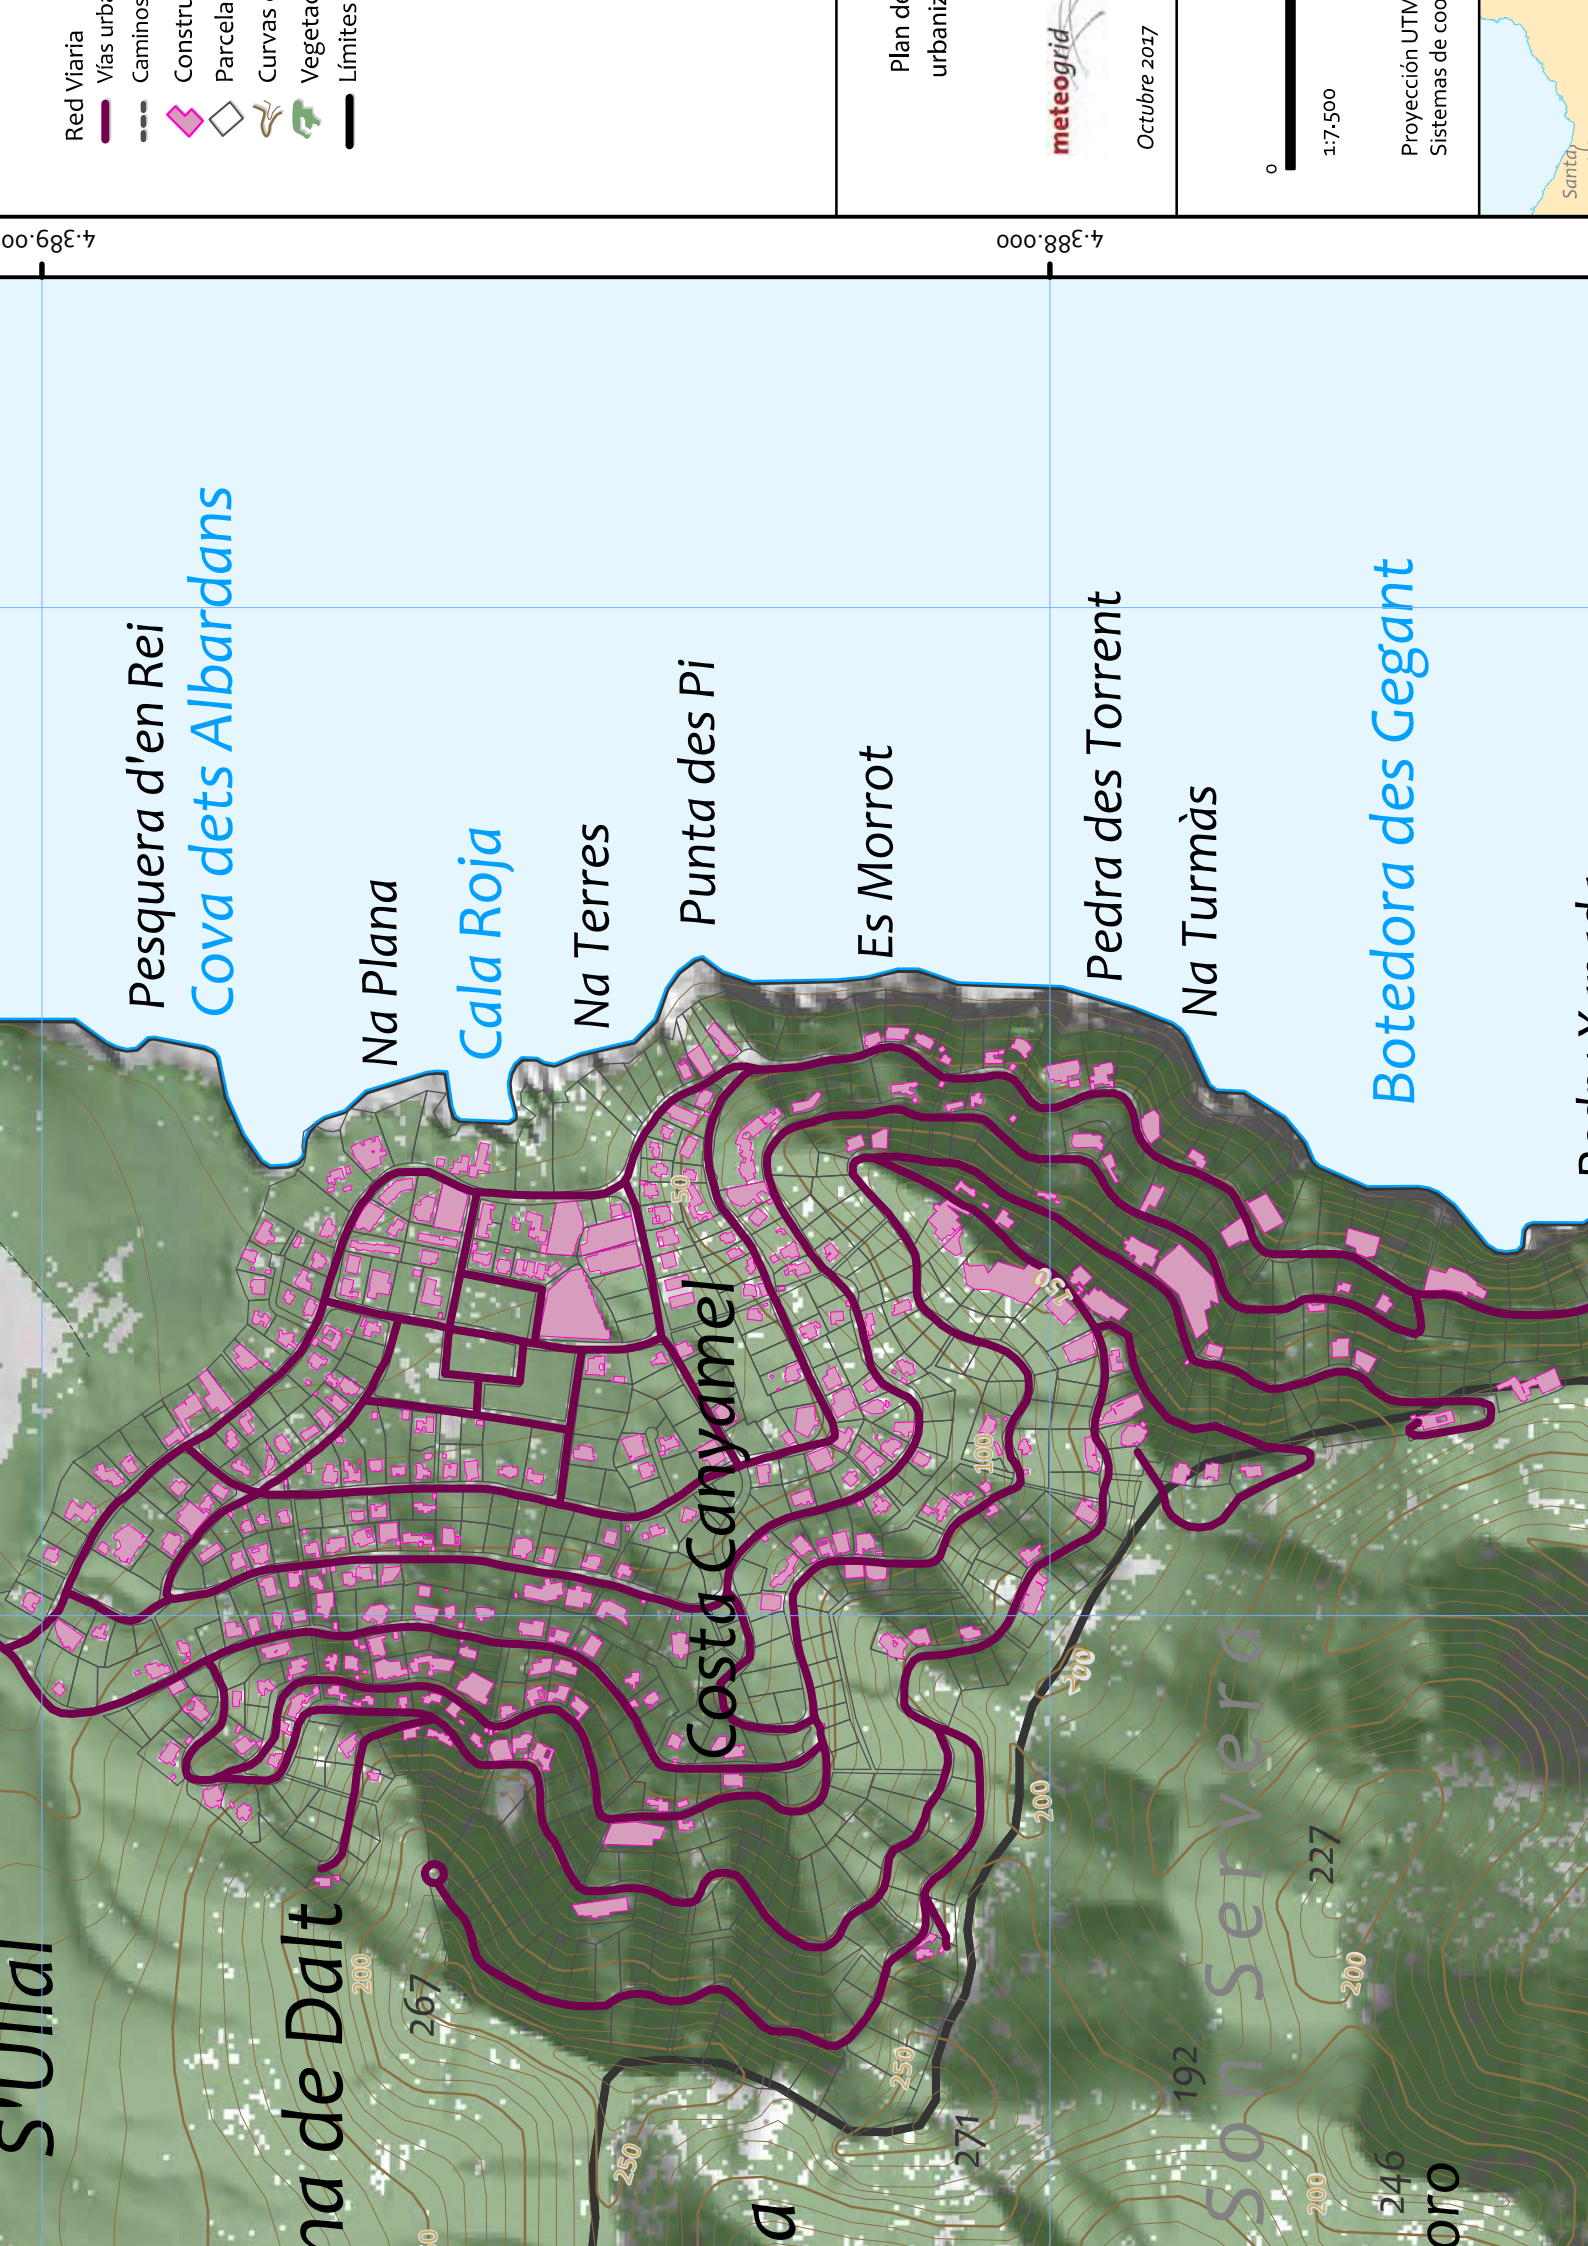 Red Viaria
Vías urba
Caminos
Constru
Parcela
Curvas
Vegetac
Límites
Plan de
urbaniz
meteogrid
Octubre 2017
0
1:7.500
Proyección UTM
Sistemas de coo
Santa
4.389.00
4.388.000
Pesquera d'en Rei
Cova dets Albardans
Na Plana
Cala Roja
Na Terres
Punta des Pi
Es Morrot
Pedra des Torrent
Na Turmàs
Botedora des Gegant
Costa Canyamel
50
100
150
200
200
200
200
200
250
250
267
271
192
227
246
s'Ullal
na de Dalt
Son Servera
a
oro